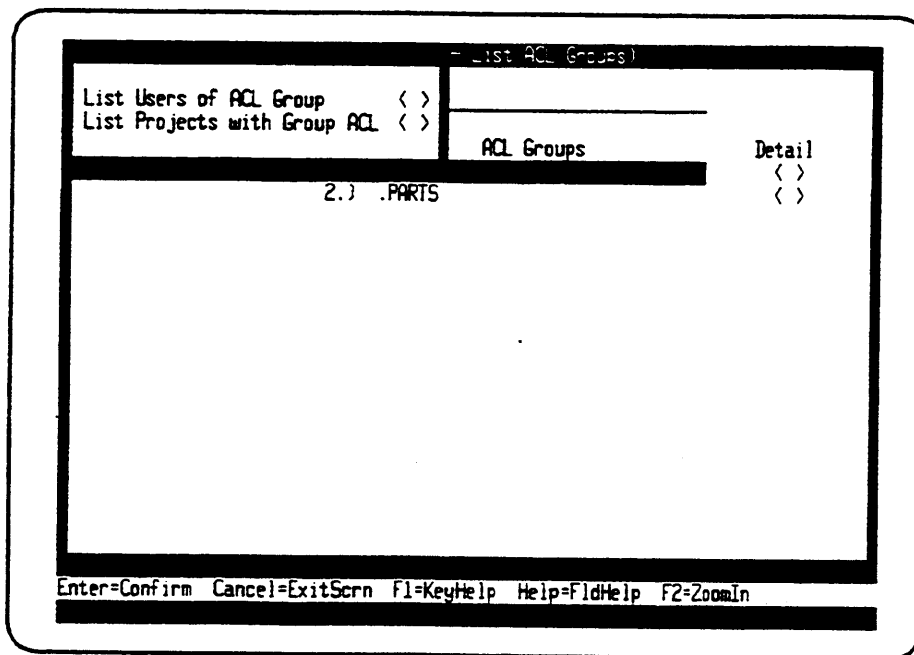 - List ACL Groups)
List Users of ACL Group < >
List Projects with Group ACL < >
ACL Groups Detail
< >
2.) .PARTS < >
Enter=Confirm Cancel=ExitScrn F1=KeyHelp Help=FldHelp F2=ZoomIn